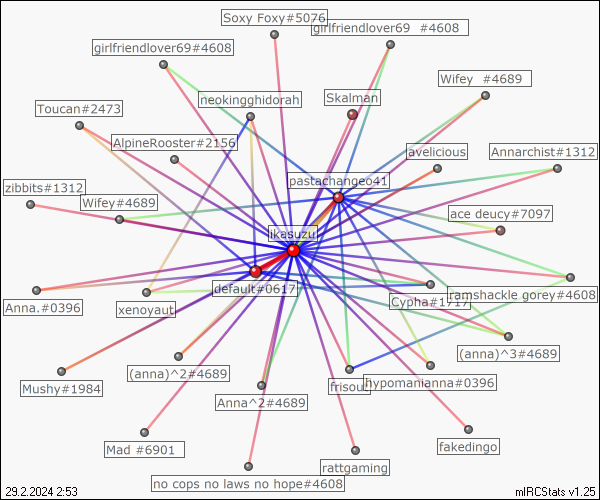 Soxy Foxy#5076
girlfriendlover69 #4608
girlfriendlover69#4608
Wifey #4689
neokingghidorah
Skalman
Toucan#2473
AlpineRooster#2156
avelicious
Annarchist#1312
pastachangeo41
zibbits#1312
Wifey#4689
ace deucy#7097
ikasuzu
default#0617
Anna.#0396
xenoyaut
Cypha#1717
ramshackle gorey#4608
(anna)^3#4689
(anna)^2#4689
Mushy#1984
hypomanianna#0396
Anna^2#4689
Mad #6901
fakedingo
rattgaming
no cops no laws no hope#4608
29.2.2024 2:53
mIRCStats v1.25